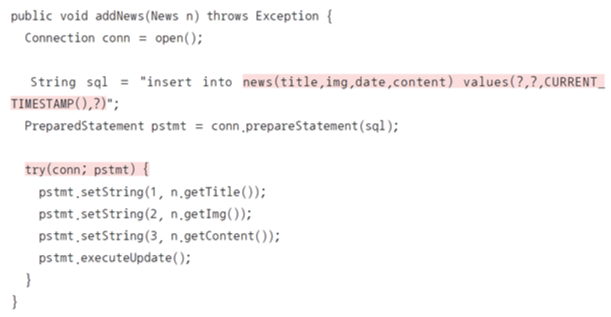 public void addNews(News n) throws Exception {
  Connection conn = open();

  String sql = "insert into news(title,img,date,content) values(?,?,CURRENT_
TIMESTAMP(),?)";
  PreparedStatement pstmt = conn.prepareStatement(sql);

  try(conn; pstmt) {
    pstmt.setString(1, n.getTitle());
    pstmt.setString(2, n.getImg());
    pstmt.setString(3, n.getContent());
    pstmt.executeUpdate();
  }
}